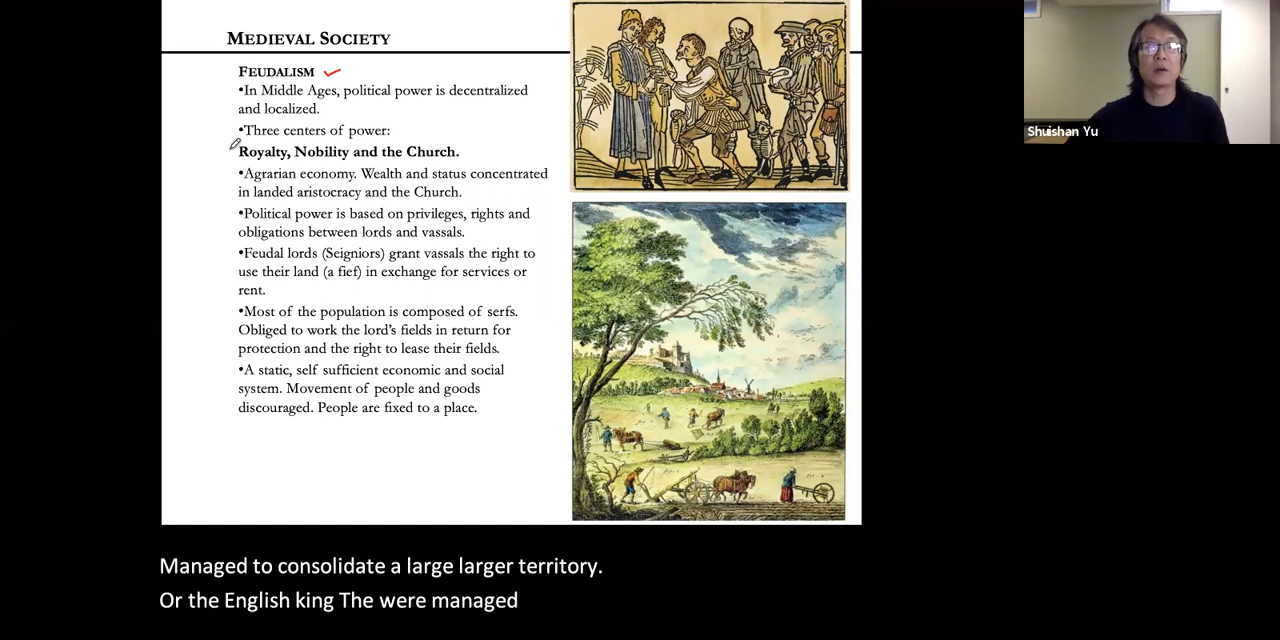 MEDIEVAL SOCIETY
FEUDALISM
•In Middle Ages, political power is decentralized
and localized.
•Three centers of power:
Royalty, Nobility and the Church.
•Agrarian economy. Wealth and status concentrated
in landed aristocracy and the Church.
•Political power is based on privileges, rights and
obligations between lords and vassals.
•Feudal lords (Seigniors) grant vassals the right to
use their land (a fief) in exchange for services or
rent.
•Most of the population is composed of serfs.
Obliged to work the lord's fields in return for
protection and the right to lease their fields.
•A static, self sufficient economic and social
system. Movement of people and goods
discouraged. People are fixed to a place.
Shuishan Yu
Managed to consolidate a large larger territory.
Or the English king The were managed